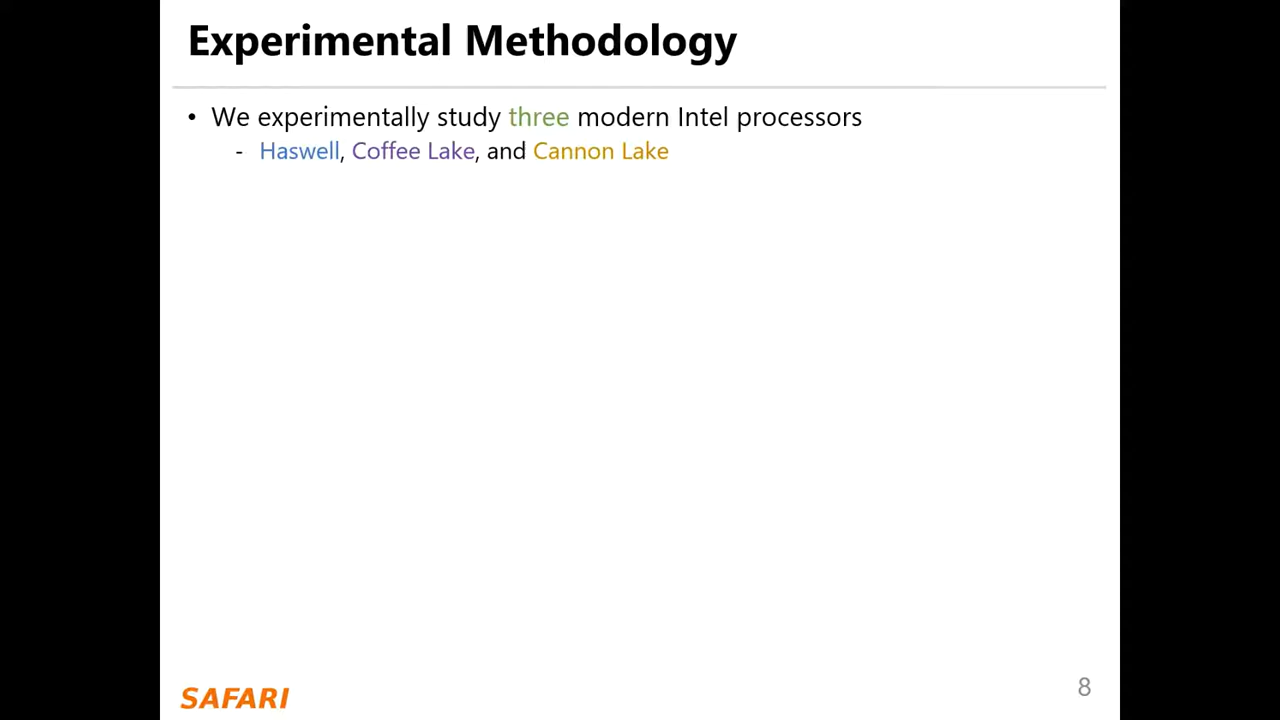 Experimental Methodology
• We experimentally study three modern Intel processors
- Haswell, Coffee Lake, and Cannon Lake
SAFARI
8